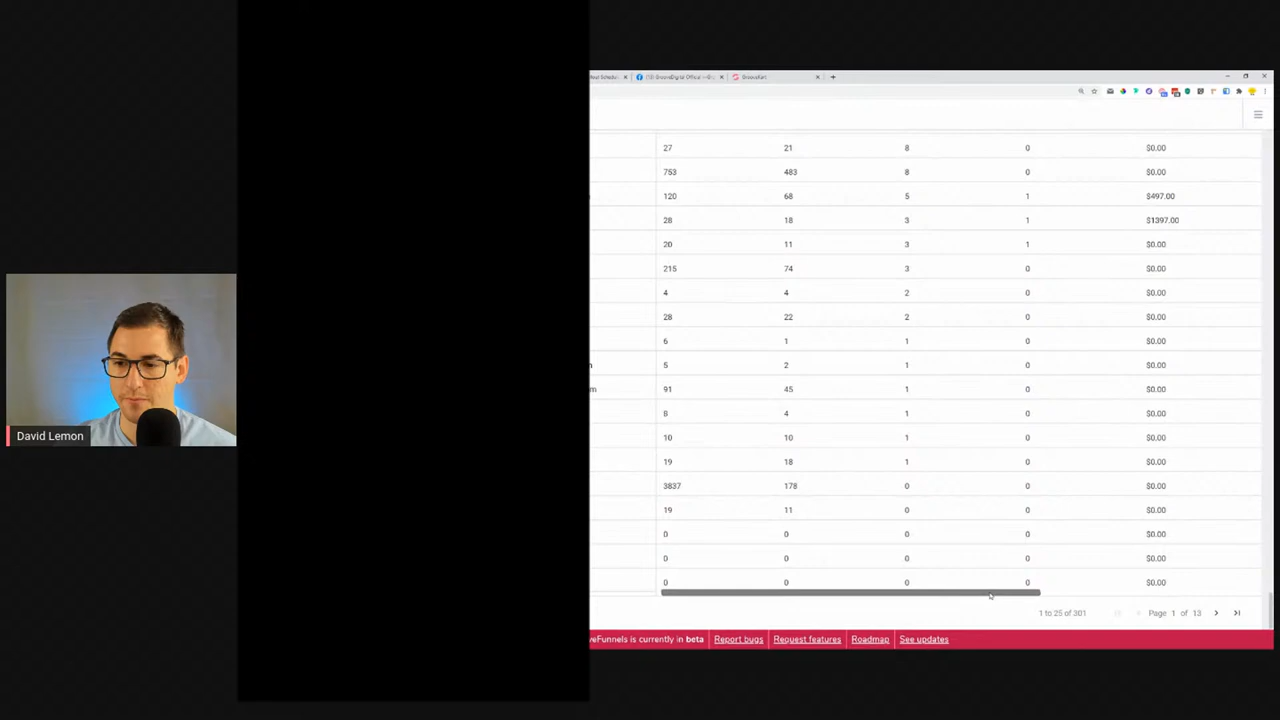 GrooveDigital Official
GrooveKart
27 21 8 0 $0.00
753 483 8 0 $0.00
120 68 5 1 $497.00
28 18 3 1 $1397.00
20 11 3 1 $0.00
215 74 3 0 $0.00
4 4 2 0 $0.00
28 22 2 0 $0.00
6 1 1 0 $0.00
5 2 1 0 $0.00
m 91 45 1 0 $0.00
8 4 1 0 $0.00
David Lemon
10 10 1 0 $0.00
19 18 1 0 $0.00
3837 178 0 0 $0.00
19 11 0 0 $0.00
0 0 0 0 $0.00
0 0 0 0 $0.00
0 0 0 0 $0.00
1 to 25 of 301 Page 1 of 13
veFunnels is currently in beta Report bugs Request features Roadmap See updates